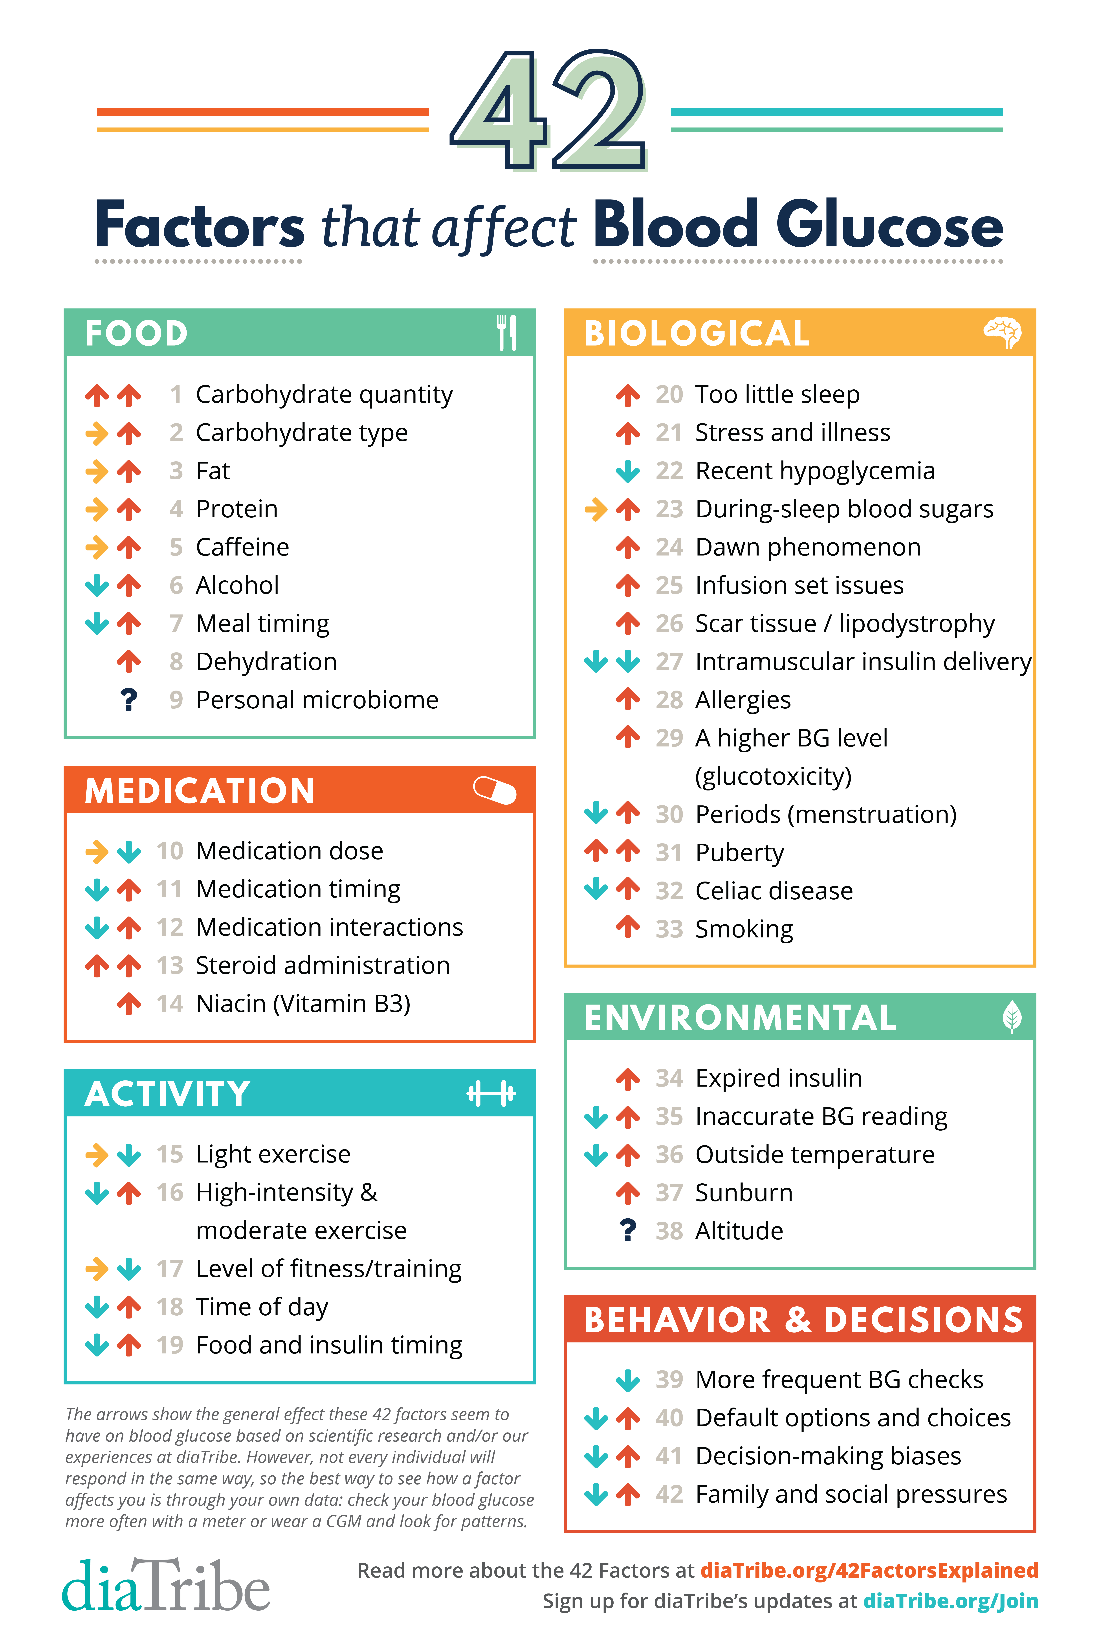 42
Factors that affect Blood Glucose
FOOD
1 Carbohydrate quantity
2 Carbohydrate type
3 Fat
4 Protein
5 Caffeine
6 Alcohol
7 Meal timing
8 Dehydration
? 9 Personal microbiome
MEDICATION
10 Medication dose
11 Medication timing
12 Medication interactions
13 Steroid administration
14 Niacin (Vitamin B3)
ACTIVITY
15 Light exercise
16 High-intensity &
moderate exercise
17 Level of fitness/training
18 Time of day
19 Food and insulin timing
The arrows show the general effect these 42 factors seem to
have on blood glucose based on scientific research and/or our
experiences at diaTribe. However, not every individual will
respond in the same way, so the best way to see how a factor
affects you is through your own data: check your blood glucose
more often with a meter or wear a CGM and look for patterns.
BIOLOGICAL
20 Too little sleep
21 Stress and illness
22 Recent hypoglycemia
23 During-sleep blood sugars
24 Dawn phenomenon
25 Infusion set issues
26 Scar tissue / lipodystrophy
27 Intramuscular insulin delivery
28 Allergies
29 A higher BG level
(glucotoxicity)
30 Periods (menstruation)
31 Puberty
32 Celiac disease
33 Smoking
ENVIRONMENTAL
34 Expired insulin
35 Inaccurate BG reading
36 Outside temperature
37 Sunburn
? 38 Altitude
BEHAVIOR & DECISIONS
39 More frequent BG checks
40 Default options and choices
41 Decision-making biases
42 Family and social pressures
diaTribe
Read more about the 42 Factors at diaTribe.org/42FactorsExplained
Sign up for diaTribe's updates at diaTribe.org/Join